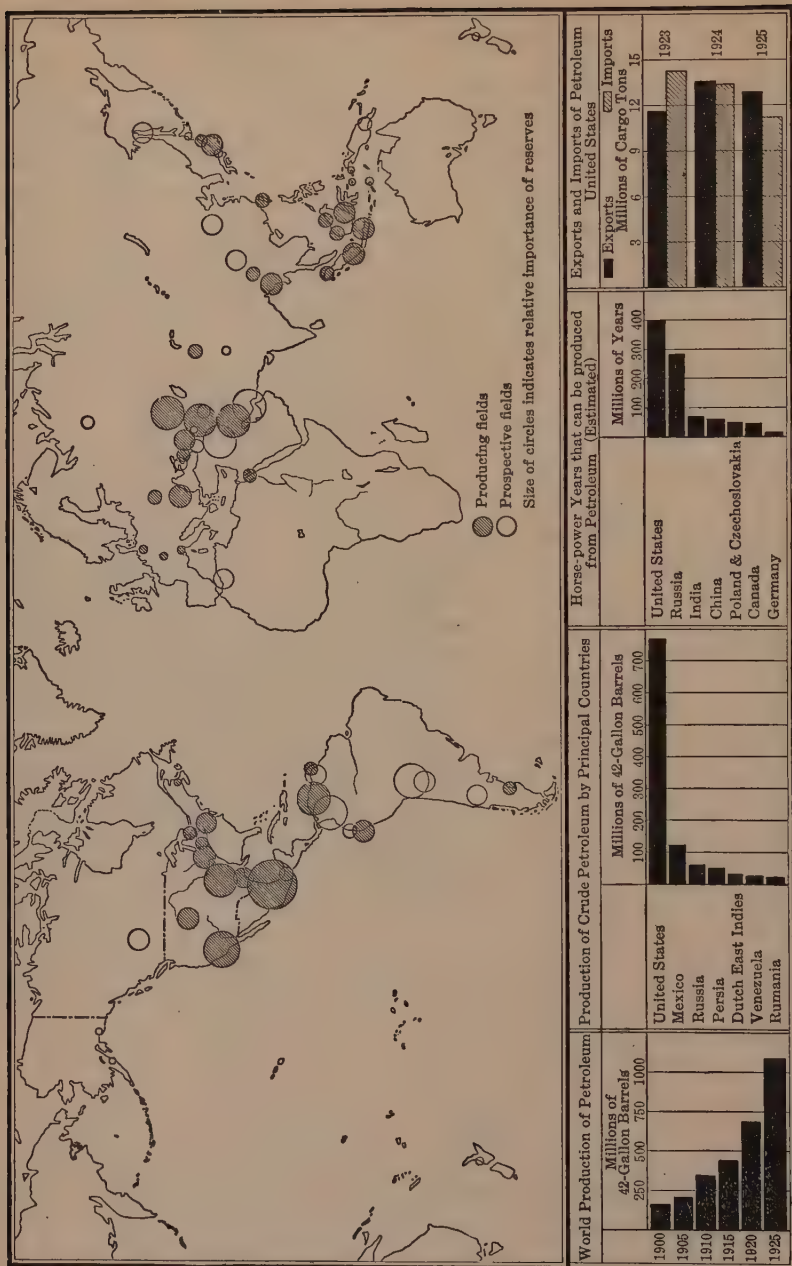 Producing fields
Prospective fields
Size of circles indicates relative importance of reserves
World Production of Petroleum
Millions of
42-Gallon Barrels
250 500 750 1000
1900
1905
1910
1915
1920
1925
Production of Crude Petroleum by Principal Countries
Millions of 42-Gallon Barrels
100 200 300 400 500 600 700
United States
Mexico
Russia
Persia
Dutch East Indies
Venezuela
Rumania
Horse-power Years that can be produced
from Petroleum (Estimated)
Millions of Years
100 200 300 400
United States
Russia
India
China
Poland & Czechoslovakia
Canada
Germany
Exports and Imports of Petroleum
United States
Exports Imports
Millions of Cargo Tons
3 6 9 12 15
1923
1924
1925